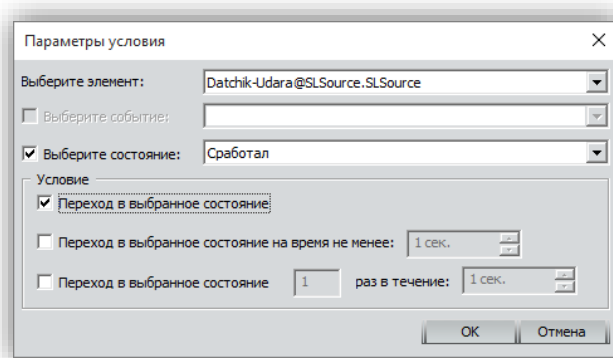 Параметры условия
Выберите элемент: Datchik-Udara@SLSource.SLSource
Выберите событие:
Выберите состояние: Сработал
Условие
Переход в выбранное состояние
Переход в выбранное состояние на время не менее: 1 сек.
Переход в выбранное состояние 1 раз в течение: 1 сек.
ОК Отмена